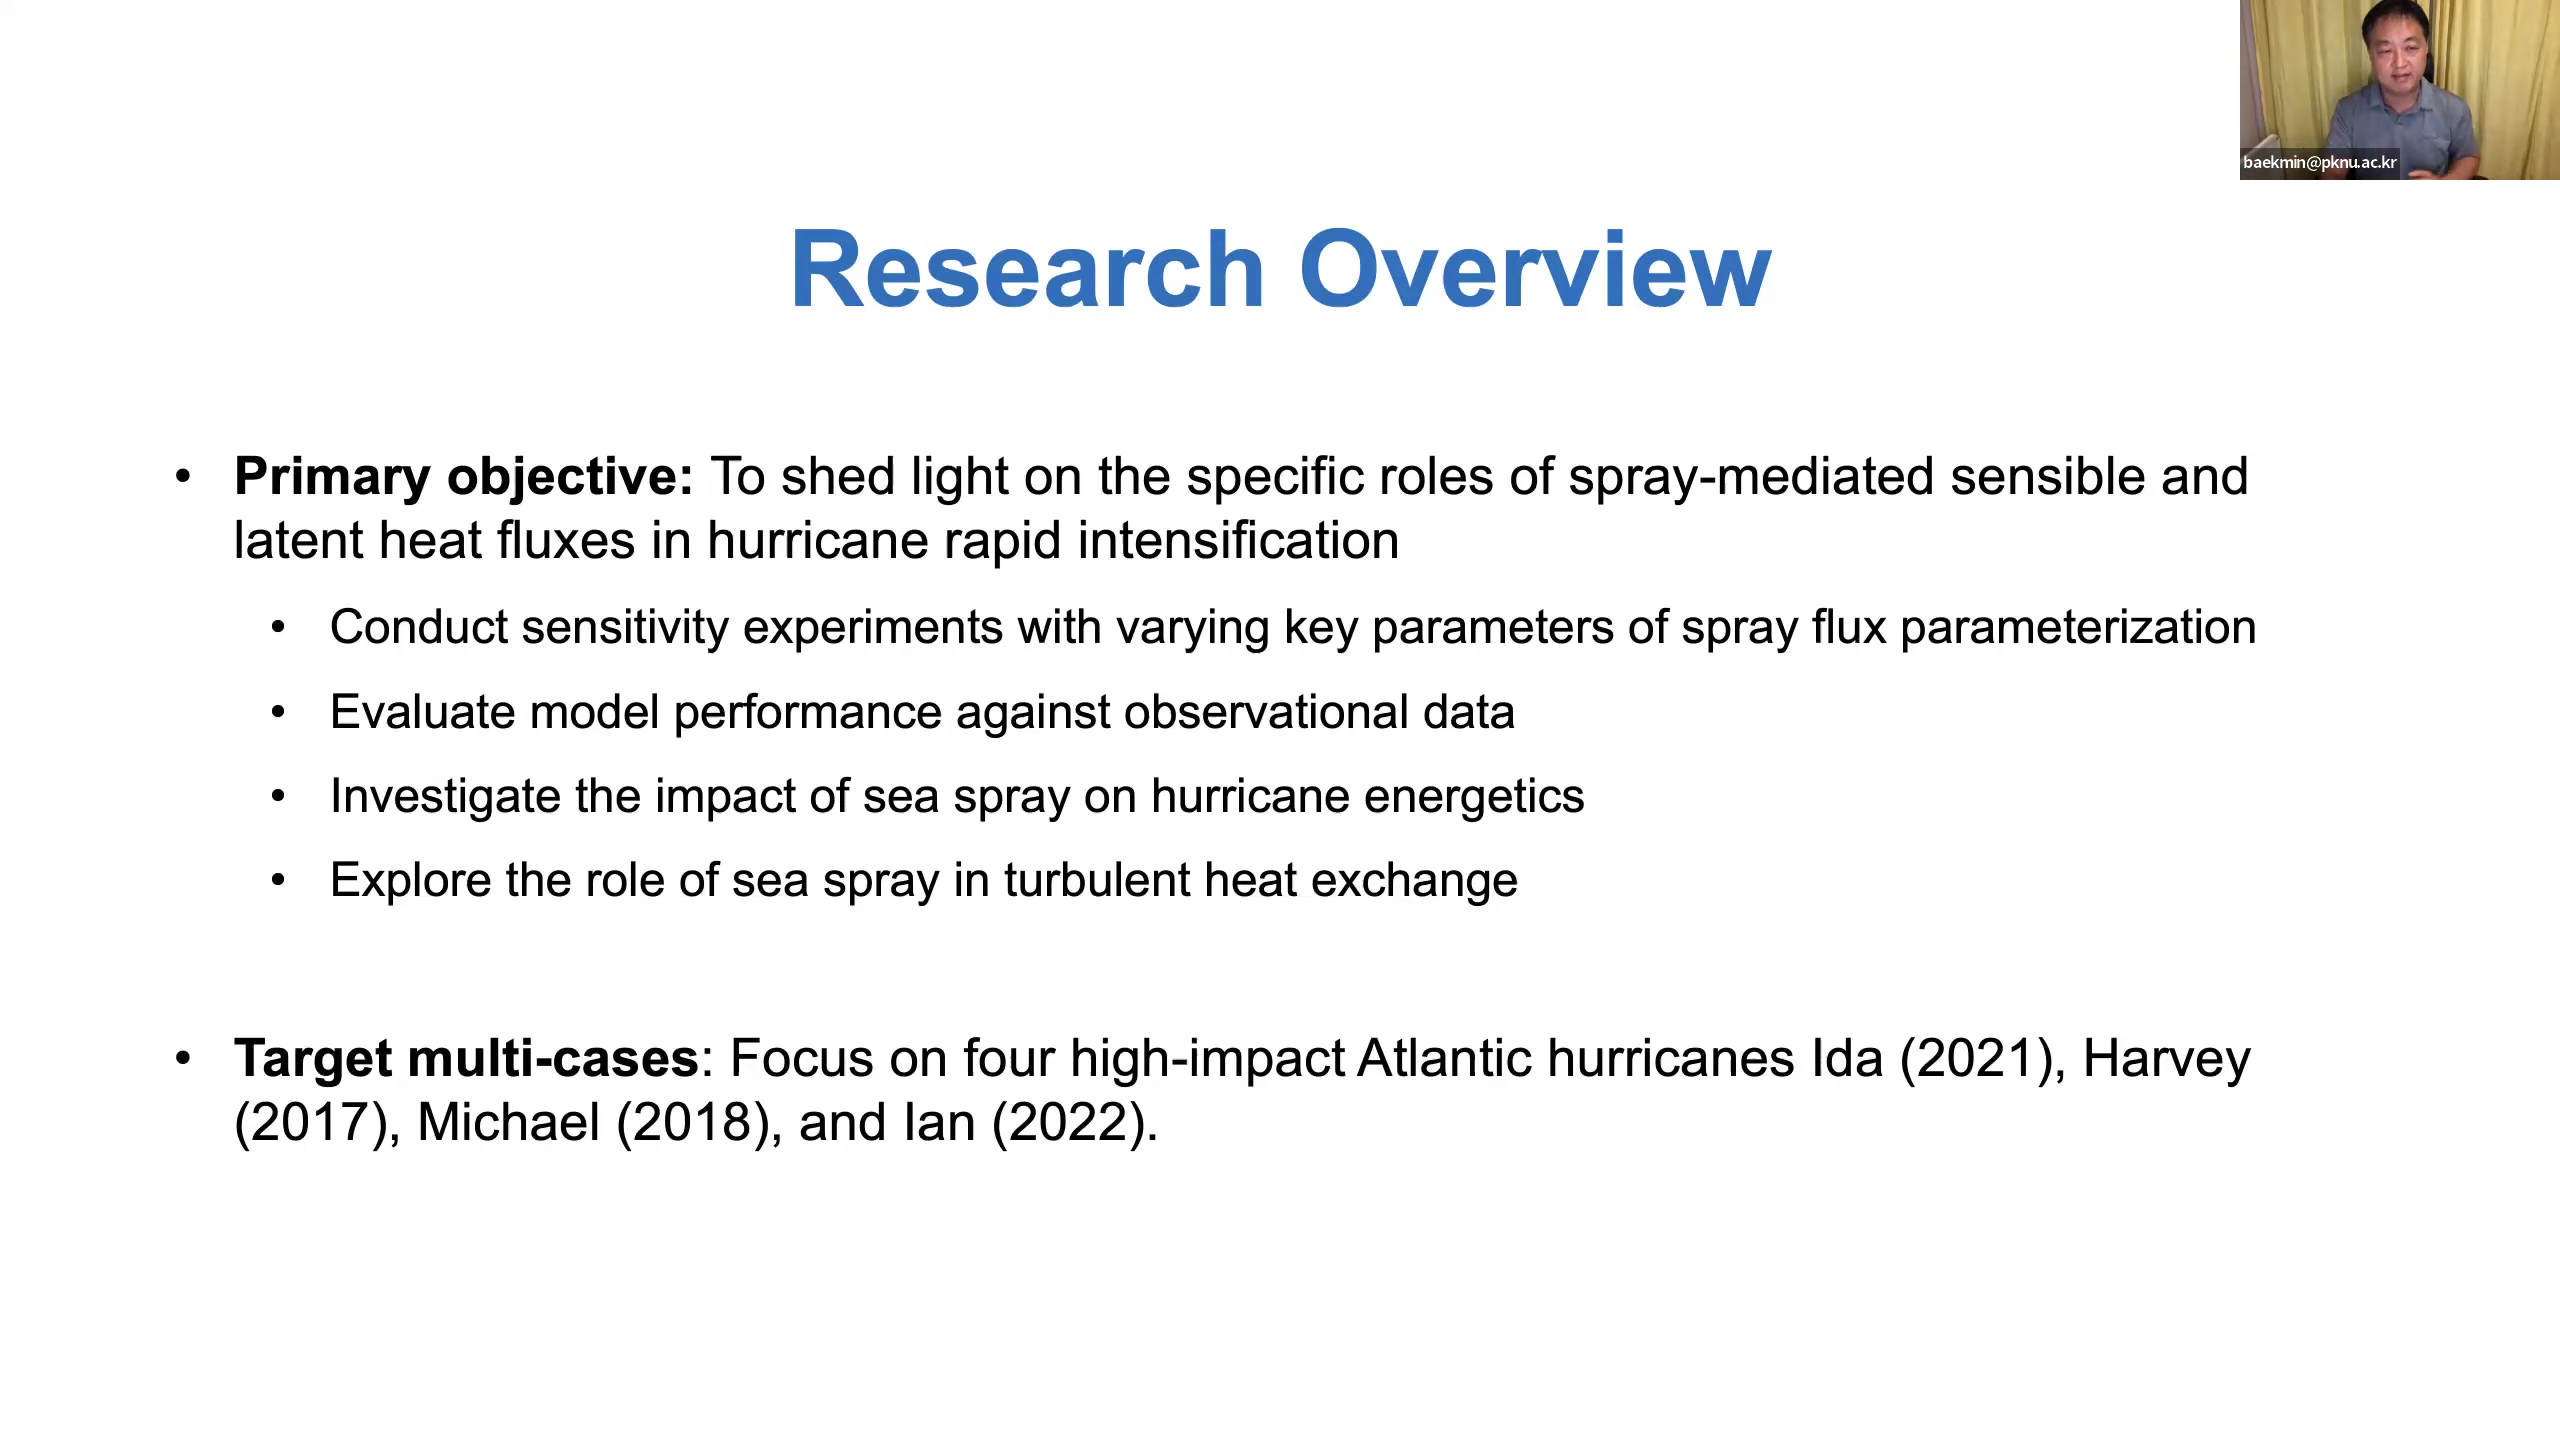 baekmin@pknu.ac.kr
Research Overview
• Primary objective: To shed light on the specific roles of spray-mediated sensible and
latent heat fluxes in hurricane rapid intensification
• Conduct sensitivity experiments with varying key parameters of spray flux parameterization
• Evaluate model performance against observational data
• Investigate the impact of sea spray on hurricane energetics
• Explore the role of sea spray in turbulent heat exchange
• Target multi-cases: Focus on four high-impact Atlantic hurricanes Ida (2021), Harvey
(2017), Michael (2018), and Ian (2022).